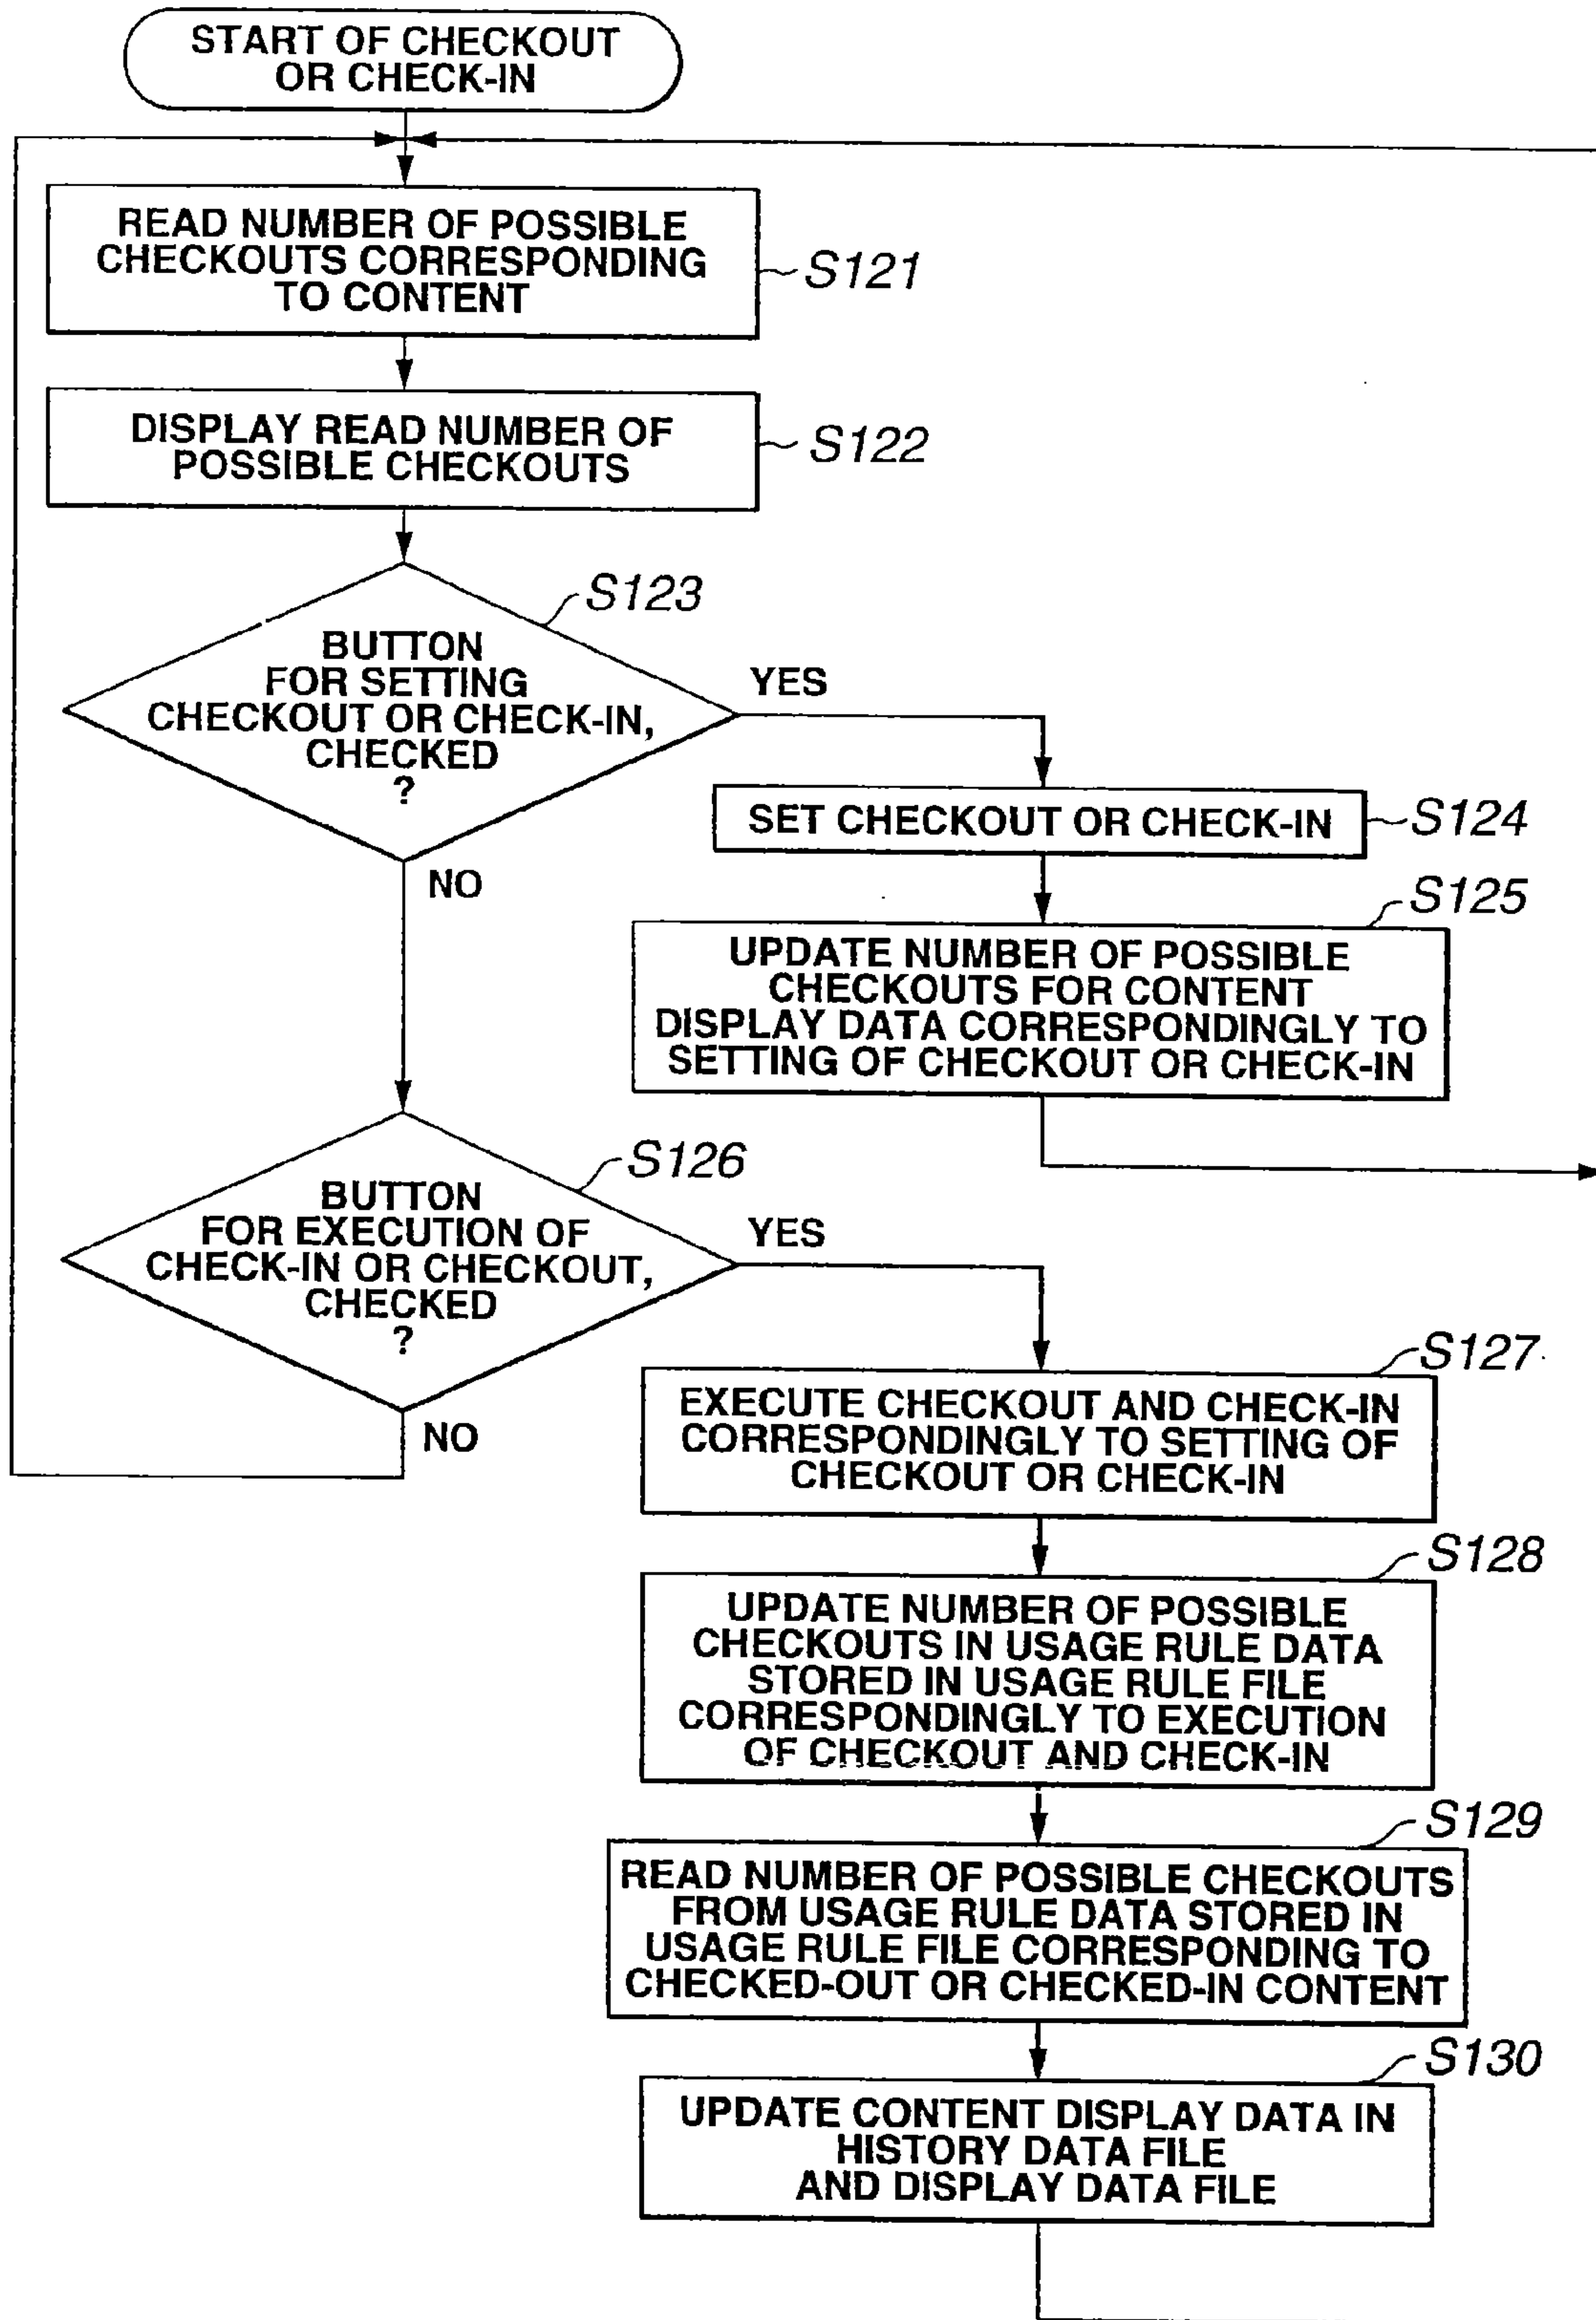 START OF CHECKOUT
OR CHECK-IN
READ NUMBER OF POSSIBLE
CHECKOUTS CORRESPONDING
TO CONTENT
S121
DISPLAY READ NUMBER OF
POSSIBLE CHECKOUTS
S122
S123
BUTTON
FOR SETTING
CHECKOUT OR CHECK-IN,
CHECKED
?
YES
NO
SET CHECKOUT OR CHECK-IN
S124
S125
UPDATE NUMBER OF POSSIBLE
CHECKOUTS FOR CONTENT
DISPLAY DATA CORRESPONDINGLY TO
SETTING OF CHECKOUT OR CHECK-IN
S126
BUTTON
FOR EXECUTION OF
CHECK-IN OR CHECKOUT,
CHECKED
?
YES
NO
S127
EXECUTE CHECKOUT AND CHECK-IN
CORRESPONDINGLY TO SETTING OF
CHECKOUT OR CHECK-IN
S128
UPDATE NUMBER OF POSSIBLE
CHECKOUTS IN USAGE RULE DATA
STORED IN USAGE RULE FILE
CORRESPONDINGLY TO EXECUTION
OF CHECKOUT AND CHECK-IN
S129
READ NUMBER OF POSSIBLE CHECKOUTS
FROM USAGE RULE DATA STORED IN
USAGE RULE FILE CORRESPONDING TO
CHECKED-OUT OR CHECKED-IN CONTENT
S130
UPDATE CONTENT DISPLAY DATA IN
HISTORY DATA FILE
AND DISPLAY DATA FILE